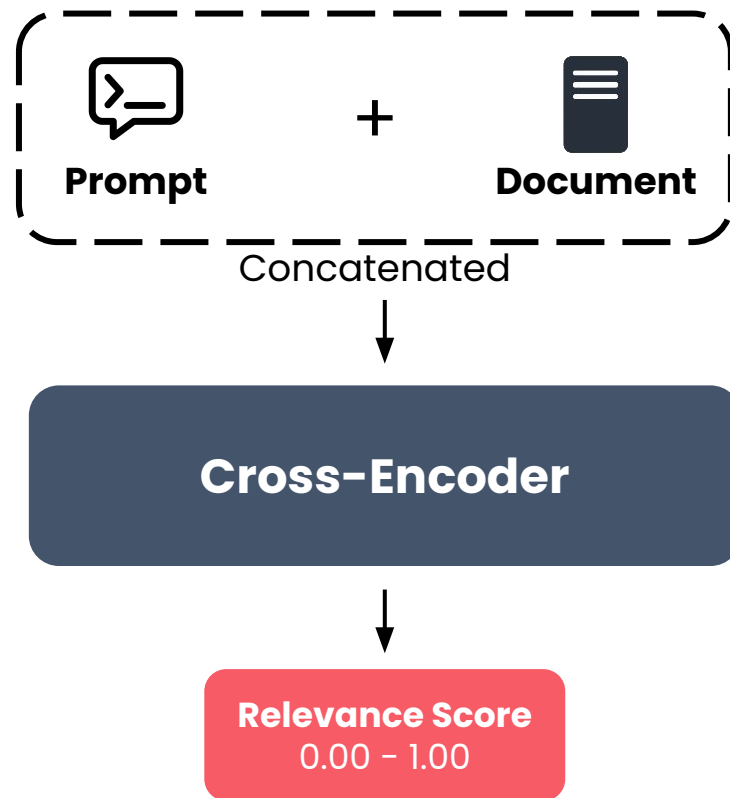 +
Prompt
Document
Concatenated
Cross-Encoder
Relevance Score
0.00 - 1.00